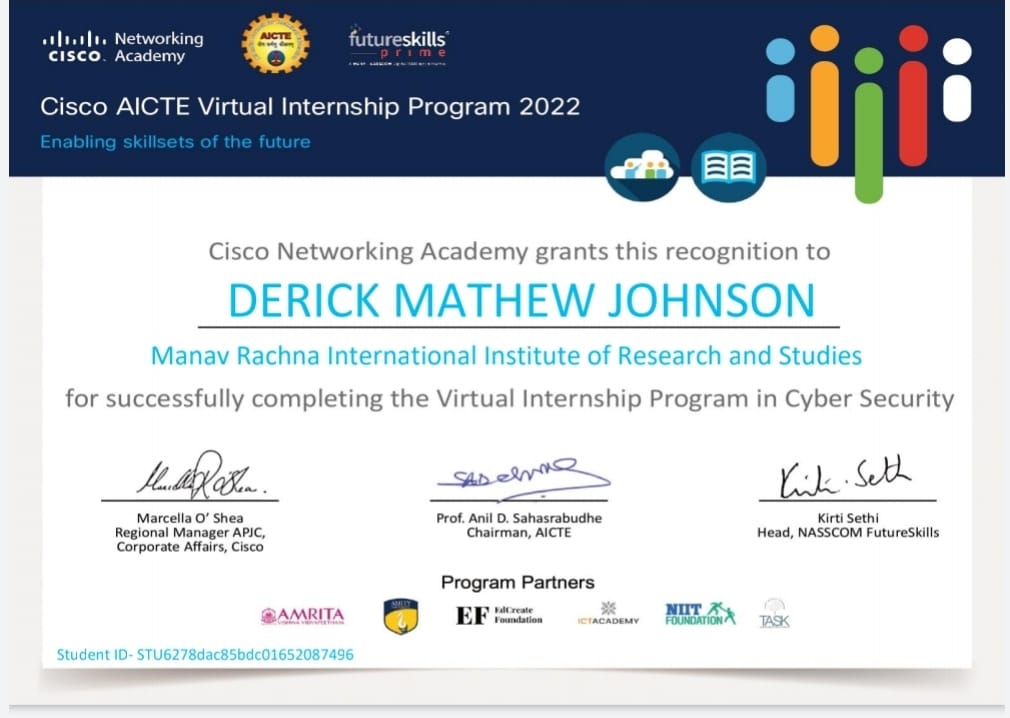 Networking
CISCO. Academy
AICTE
futureskills
prime
Cisco AICTE Virtual Internship Program 2022
Enabling skillsets of the future
Cisco Networking Academy grants this recognition to
DERICK MATHEW JOHNSON
Manav Rachna International Institute of Research and Studies
for successfully completing the Virtual Internship Program in Cyber Security
Marcella O’ Shea
Regional Manager APJC,
Corporate Affairs, Cisco
Prof. Anil D. Sahasrabudhe
Chairman, AICTE
Kirti Sethi
Head, NASSCOM FutureSkills
Program Partners
AMRITA
AMITY
EF EdCreate
Foundation
ICTACADEMY
NIIT
FOUNDATION
TASK
Student ID- STU6278dac85bdc01652087496